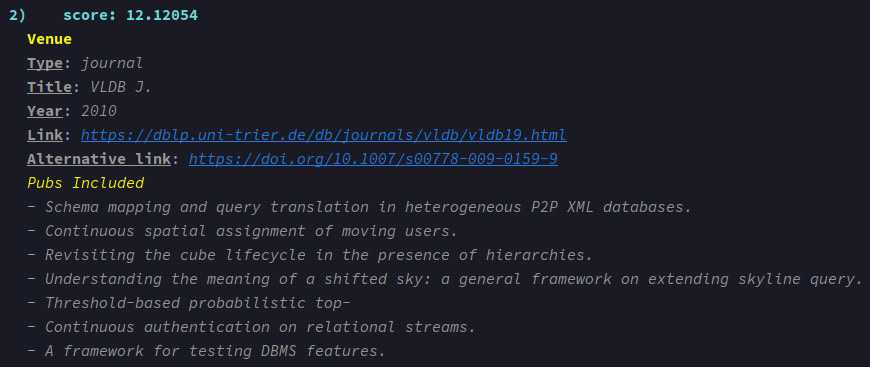 2) score: 12.12054
Venue
Type: journal
Title: VLDB J.
Year: 2010
Link: https://dblp.uni-trier.de/db/journals/vldb/vldb19.html
Alternative link: https://doi.org/10.1007/s00778-009-0159-9
Pubs Included
- Schema mapping and query translation in heterogeneous P2P XML databases.
- Continuous spatial assignment of moving users.
- Revisiting the cube lifecycle in the presence of hierarchies.
- Understanding the meaning of a shifted sky: a general framework on extending skyline query.
- Threshold-based probabilistic top-
- Continuous authentication on relational streams.
- A framework for testing DBMS features.